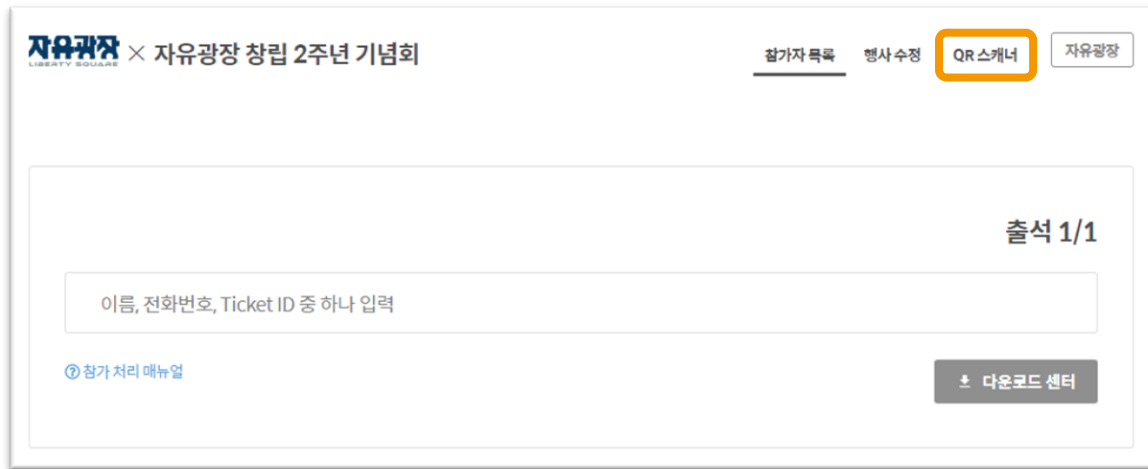 자유광장 × 자유광장 창립 2주년 기념회
LIBERTY SQUARE
참가자 목록 행사 수정 QR 스캐너 자유광장
출석 1/1
이름, 전화번호, Ticket ID 중 하나 입력
? 참가 처리 매뉴얼
다운로드 센터